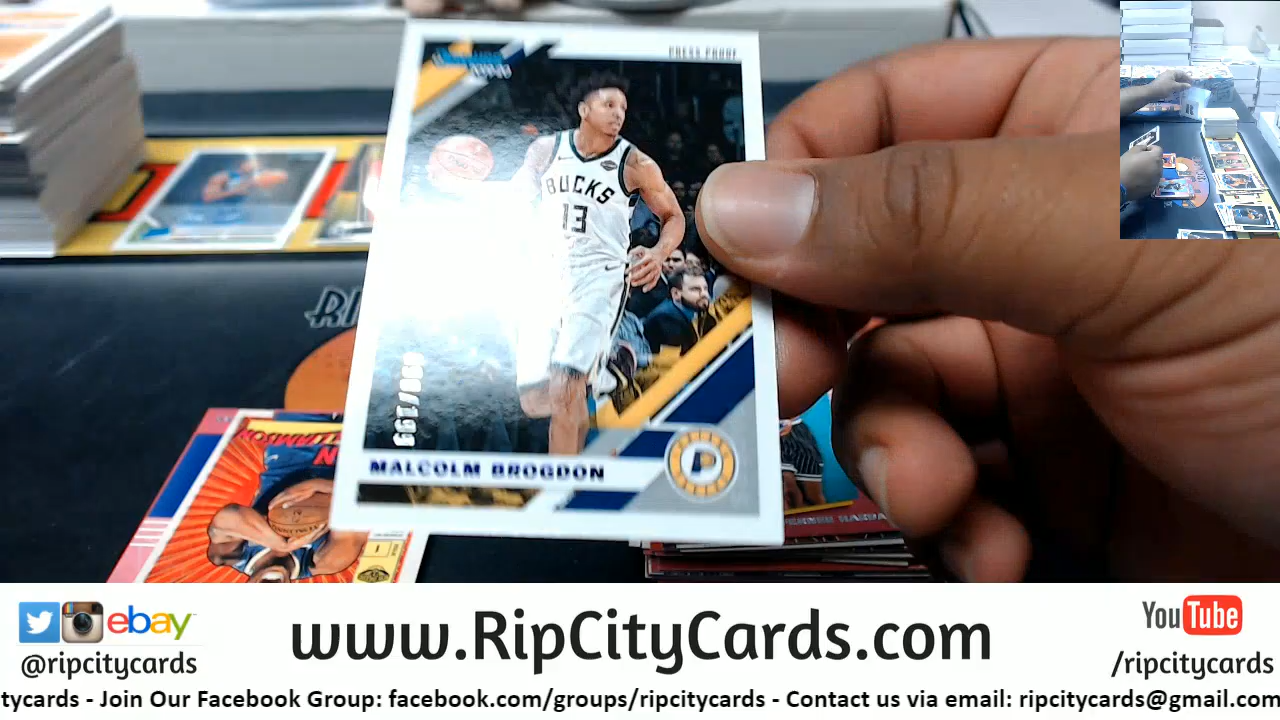 PRESS PROOF
BUCKS
13
MALCOLM BROGDON
ebay
@ripcitycards
www.RipCityCards.com
YouTube
/ripcitycards
tycards - Join Our Facebook Group: facebook.com/groups/ripcitycards - Contact us via email: ripcitycards@gmail.com